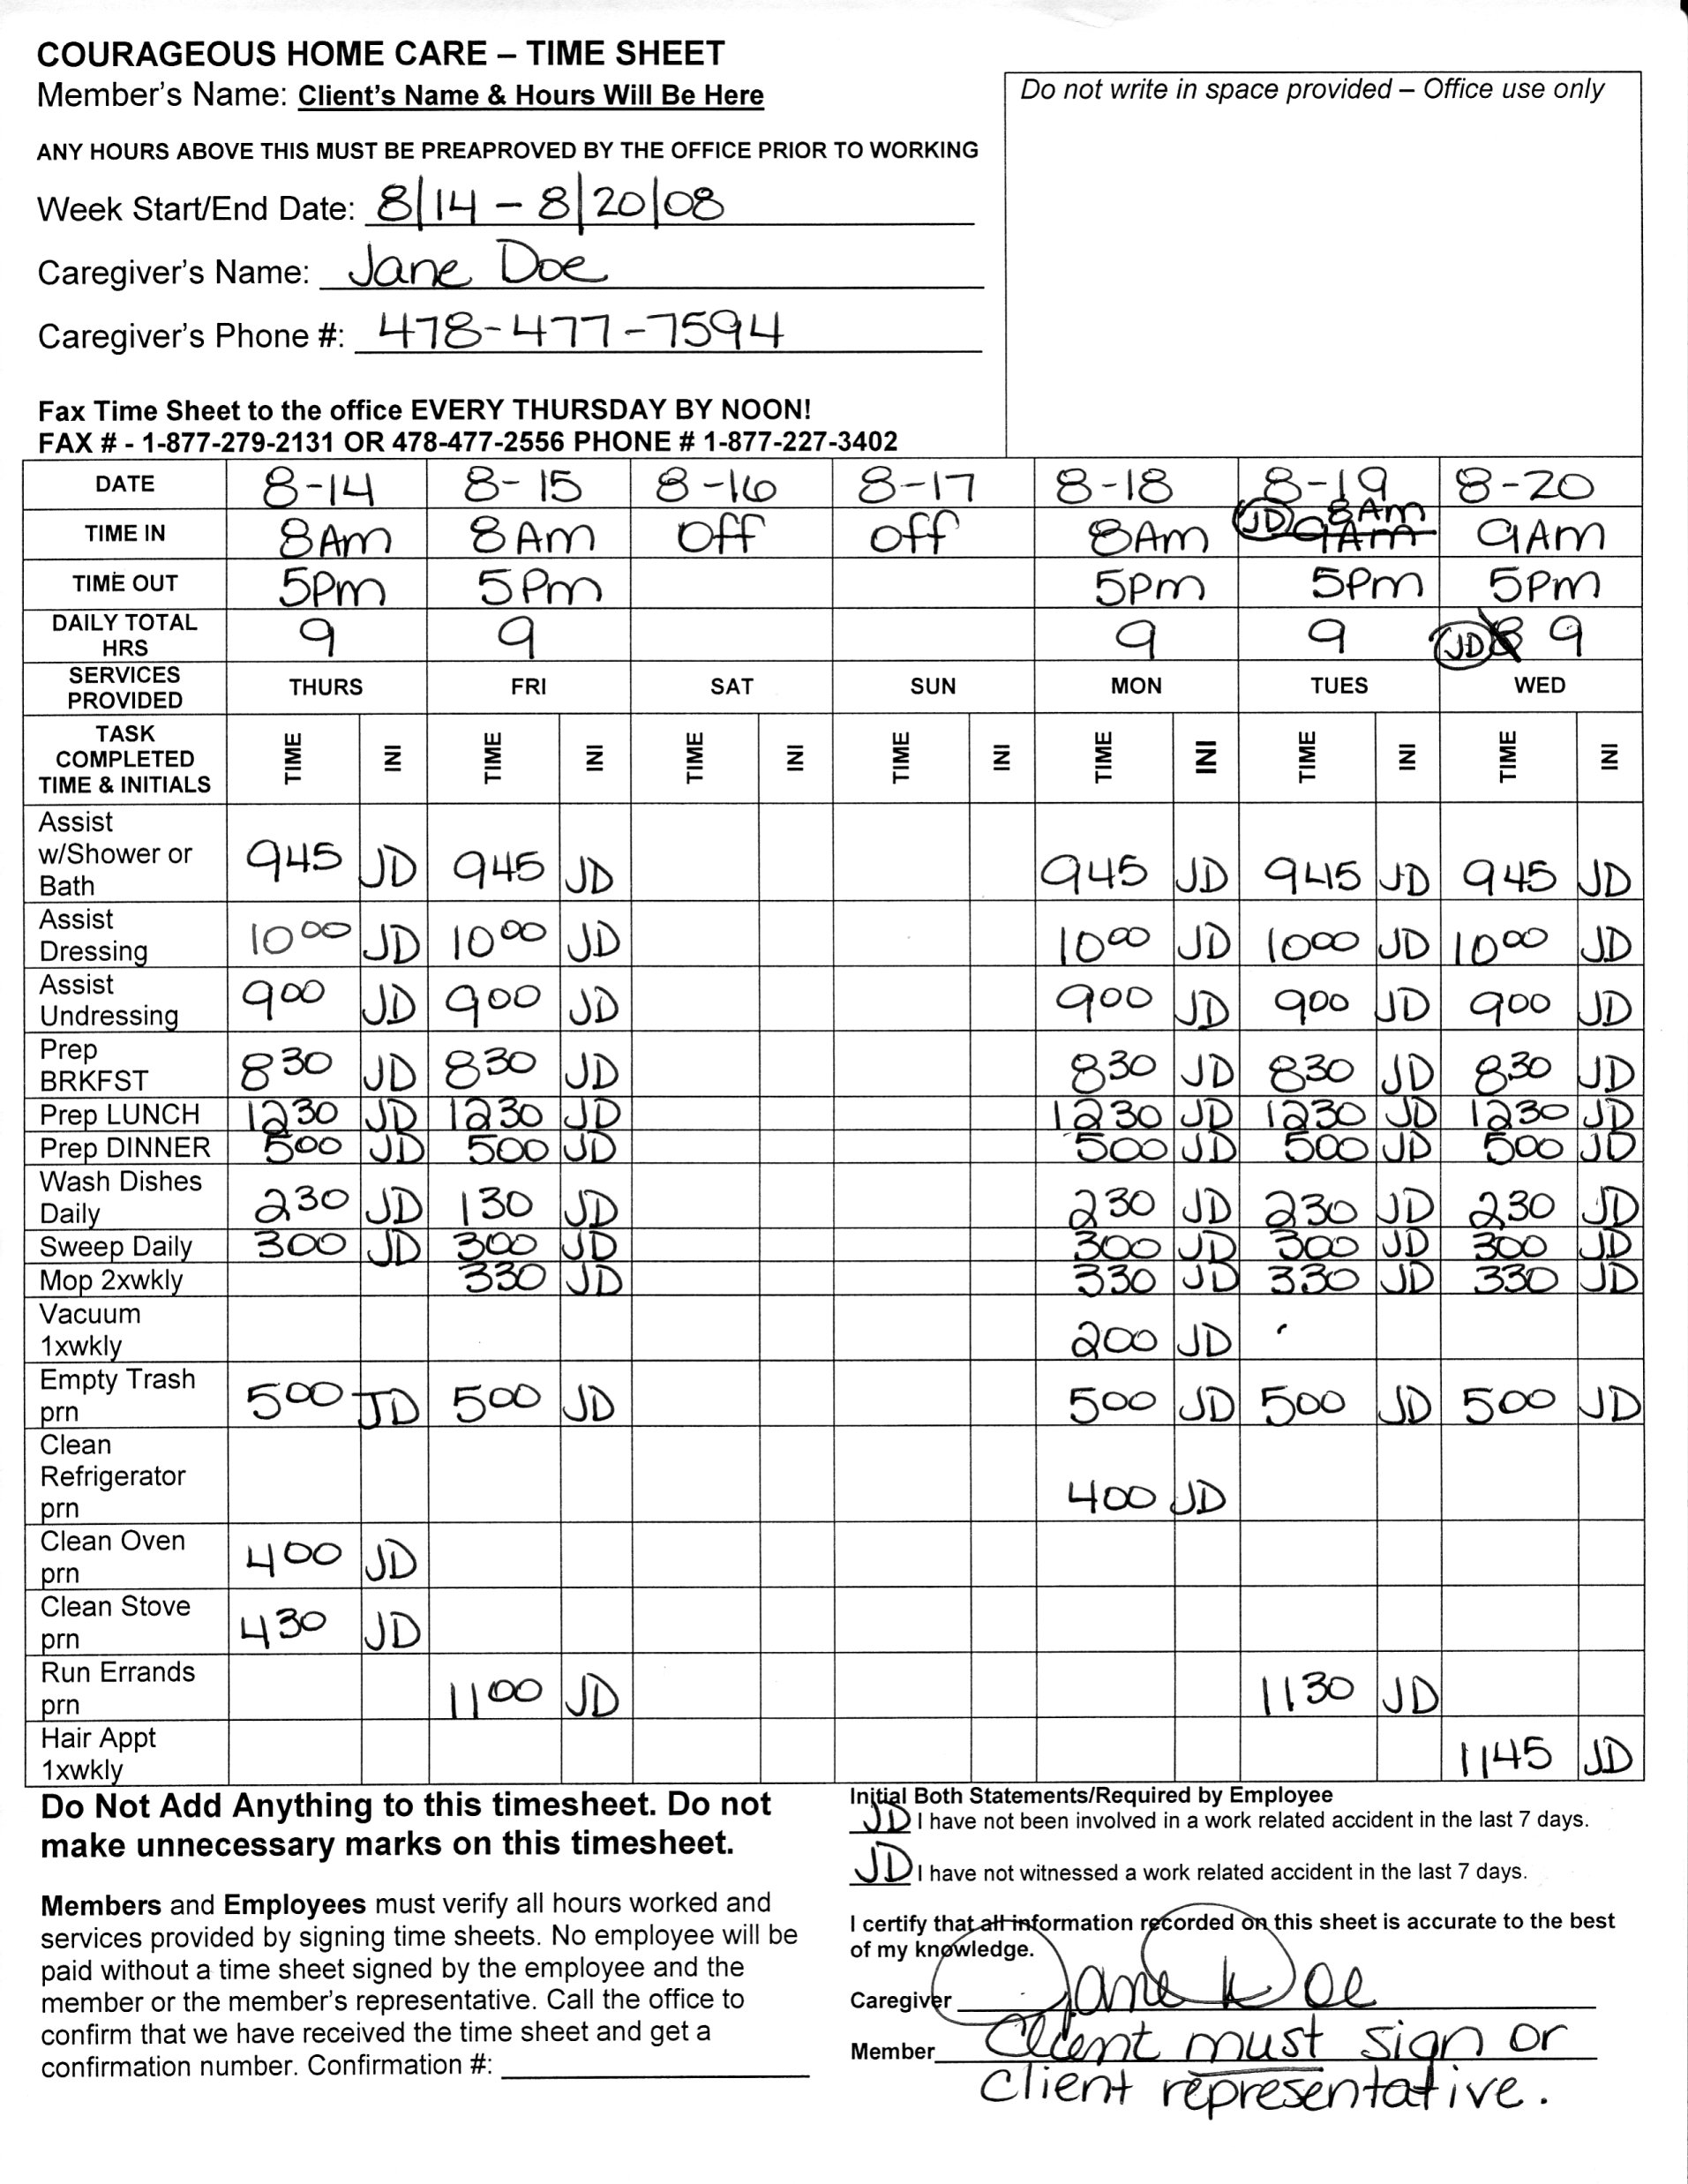 COURAGEOUS HOME CARE – TIME SHEET
Member's Name: Client's Name & Hours Will Be Here
Do not write in space provided – Office use only
ANY HOURS ABOVE THIS MUST BE PREAPROVED BY THE OFFICE PRIOR TO WORKING
Week Start/End Date: 8/14 - 8/20/08
Caregiver's Name: Jane Doe
Caregiver's Phone #: 478-477-7594
Fax Time Sheet to the office EVERY THURSDAY BY NOON!
FAX # - 1-877-279-2131 OR 478-477-2556 PHONE # 1-877-227-3402
DATE 8-14 8-15 8-16 8-17 8-18 8-19 8-20
TIME IN 8Am 8Am Off off 8Am JD 9Am 8Am 9Am
TIME OUT 5pm 5pm 5pm 5pm 5pm
DAILY TOTAL HRS 9 9 9 9 JD 8 9
SERVICES PROVIDED THURS FRI SAT SUN MON TUES WED
TASK COMPLETED TIME & INITIALS TIME INI TIME INI TIME INI TIME INI TIME INI TIME INI TIME INI
Assist w/Shower or Bath 945 JD 945 JD 945 JD 945 JD 945 JD
Assist Dressing 1000 JD 1000 JD 1000 JD 1000 JD 1000 JD
Assist Undressing 900 JD 900 JD 900 JD 900 JD 900 JD
Prep BRKFST 830 JD 830 JD 830 JD 830 JD 830 JD
Prep LUNCH 1230 JD 1230 JD 1230 JD 1230 JD 1230 JD
Prep DINNER 500 JD 500 JD 500 JD 500 JD 500 JD
Wash Dishes Daily 230 JD 130 JD 230 JD 230 JD 230 JD
Sweep Daily 300 JD 300 JD 300 JD 300 JD 300 JD
Mop 2xwkly 330 JD 330 JD 330 JD 330 JD
Vacuum 1xwkly 200 JD
Empty Trash prn 500 JD 500 JD 500 JD 500 JD 500 JD
Clean Refrigerator prn 400 JD
Clean Oven prn 400 JD
Clean Stove prn 430 JD
Run Errands prn 1100 JD 1130 JD
Hair Appt 1xwkly 1145 JD
Do Not Add Anything to this timesheet. Do not
make unnecessary marks on this timesheet.
Members and Employees must verify all hours worked and
services provided by signing time sheets. No employee will be
paid without a time sheet signed by the employee and the
member or the member's representative. Call the office to
confirm that we have received the time sheet and get a
confirmation number. Confirmation #:
Initial Both Statements/Required by Employee
JD I have not been involved in a work related accident in the last 7 days.
JD I have not witnessed a work related accident in the last 7 days.
I certify that all information recorded on this sheet is accurate to the best
of my knowledge.
Caregiver Jane Doe
Member Client must sign or
client representative.